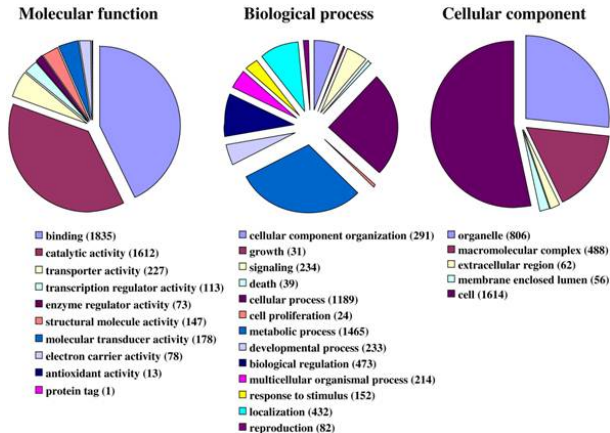 Molecular function
binding (1835)
catalytic activity (1612)
transporter activity (227)
transcription regulator activity (113)
enzyme regulator activity (73)
structural molecule activity (147)
molecular transducer activity (178)
electron carrier activity (78)
antioxidant activity (13)
protein tag (1)
Biological process
cellular component organization (291)
growth (31)
signaling (234)
death (39)
cellular process (1189)
cell proliferation (24)
metabolic process (1465)
developmental process (233)
biological regulation (473)
multicellular organismal process (214)
response to stimulus (152)
localization (432)
reproduction (82)
Cellular component
organelle (806)
macromolecular complex (488)
extracellular region (62)
membrane enclosed lumen (56)
cell (1614)